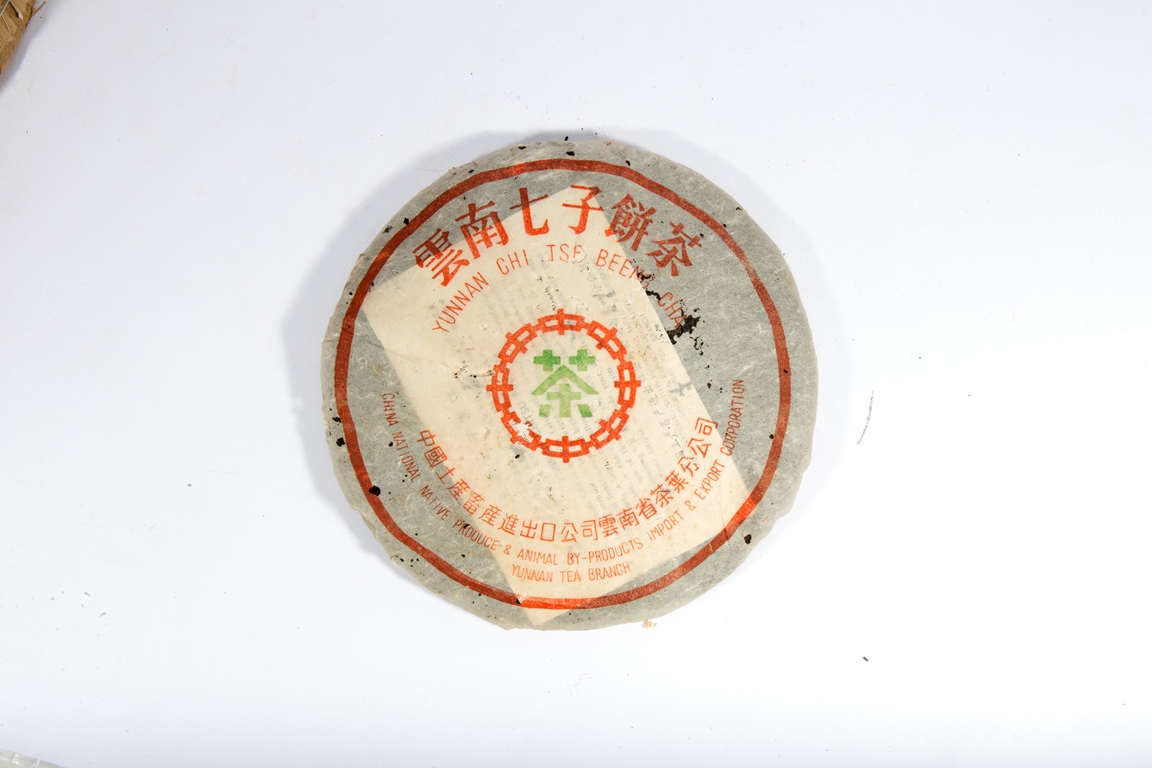 雲南七子餅茶
YUNNAN CHI TSE BEENG CHA
茶
中國土產畜產進出口公司雲南省茶葉分公司
CHINA NATIONAL NATIVE PRODUCE & ANIMAL BY-PRODUCTS IMPORT & EXPORT CORPORATION
YUNNAN TEA BRANCH